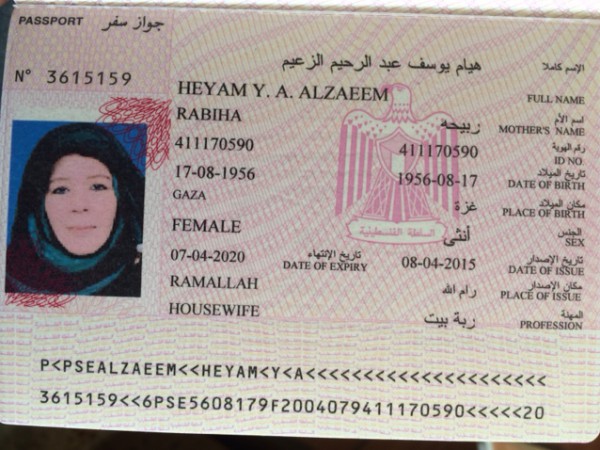 PASSPORT جواز سفر
N° 3615159
هيام يوسف عبد الرحيم الزعيم الإسم كاملا
HEYAM Y. A. ALZAEEM FULL NAME
RABIHA ربيحه اسم الأم MOTHER'S NAME
411170590 411170590 رقم الهوية ID NO
17-08-1956 1956-08-17 تاريخ الميلاد DATE OF BIRTH
GAZA غزة مكان الميلاد PLACE OF BIRTH
FEMALE أنثى الجنس SEX
السلطة الفلسطينية
07-04-2020 تاريخ الإنتهاء DATE OF EXPIRY 08-04-2015 تاريخ الإصدار DATE OF ISSUE
RAMALLAH رام الله مكان الإصدار PLACE OF ISSUE
HOUSEWIFE ربة بيت المهنة PROFESSION
P<PSEALZAEEM<<HEYAM<Y<A<<<<<<<<<<<<<<<<<<<<<
3615159<<6PSE5608179F2004079411170590<<<<<20